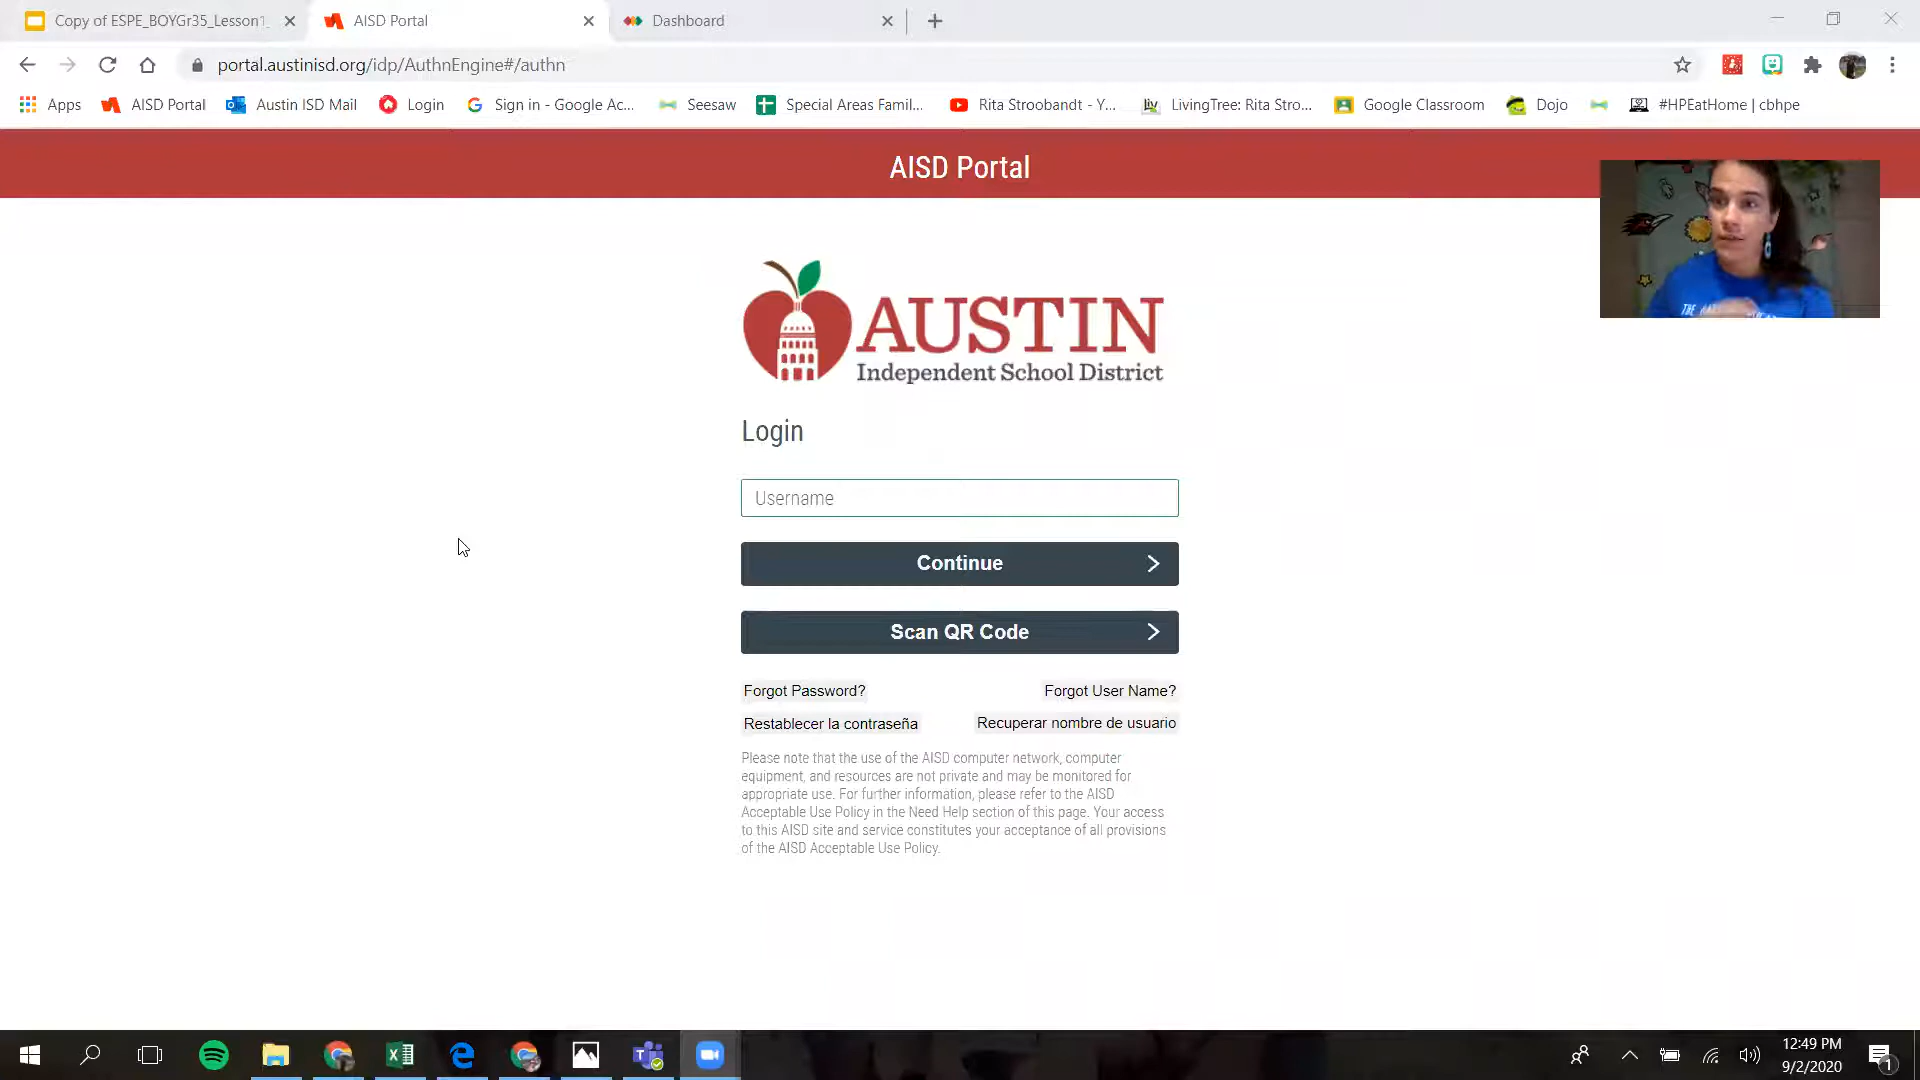 Copy of ESPE_BOYGr35_Lesson1_
AISD Portal
Dashboard
portal.austinisd.org/idp/AuthnEngine#/authn
Apps
AISD Portal
Austin ISD Mail
Login
Sign in - Google Ac...
Seesaw
Special Areas Famil...
Rita Stroobandt - Y...
LivingTree: Rita Stro...
Google Classroom
Dojo
#HPEatHome | cbhpe
AISD Portal
AUSTIN
Independent School District
Login
Username
Continue
Scan QR Code
Forgot Password?
Forgot User Name?
Restablecer la contraseña
Recuperar nombre de usuario
Please note that the use of the AISD computer network, computer
equipment, and resources are not private and may be monitored for
appropriate use. For further information, please refer to the AISD
Acceptable Use Policy in the Need Help section of this page. Your access
to this AISD site and service constitutes your acceptance of all provisions
of the AISD Acceptable Use Policy.
12:49 PM
9/2/2020
1